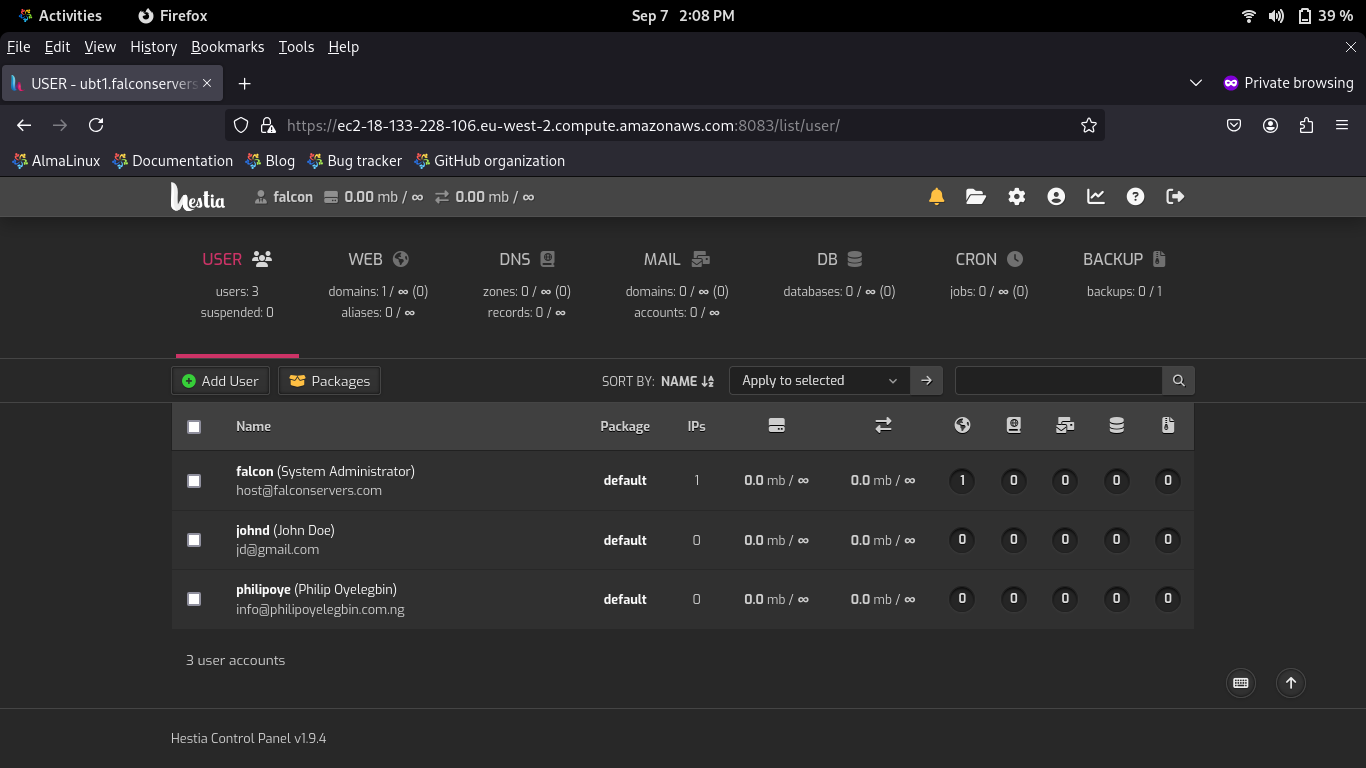 Activities Firefox Sep 7 2:08 PM 39 %
File Edit View History Bookmarks Tools Help
USER - ubt1.falconservers Private browsing
https://ec2-18-133-228-106.eu-west-2.compute.amazonaws.com:8083/list/user/
AlmaLinux Documentation Blog Bug tracker GitHub organization
Hestia falcon 0.00 mb / ∞ 0.00 mb / ∞
USER WEB DNS MAIL DB CRON BACKUP
users: 3 domains: 1 / ∞ (0) zones: 0 / ∞ (0) domains: 0 / ∞ (0) databases: 0 / ∞ (0) jobs: 0 / ∞ (0) backups: 0 / 1
suspended: 0 aliases: 0 / ∞ records: 0 / ∞ accounts: 0 / ∞
Add User Packages SORT BY: NAME Apply to selected
Name Package IPs
falcon (System Administrator)
host@falconservers.com default 1 0.0 mb / ∞ 0.0 mb / ∞ 1 0 0 0 0
johnd (John Doe)
jd@gmail.com default 0 0.0 mb / ∞ 0.0 mb / ∞ 0 0 0 0 0
philipoye (Philip Oyelegbin)
info@philipoyelegbin.com.ng default 0 0.0 mb / ∞ 0.0 mb / ∞ 0 0 0 0 0
3 user accounts
Hestia Control Panel v1.9.4